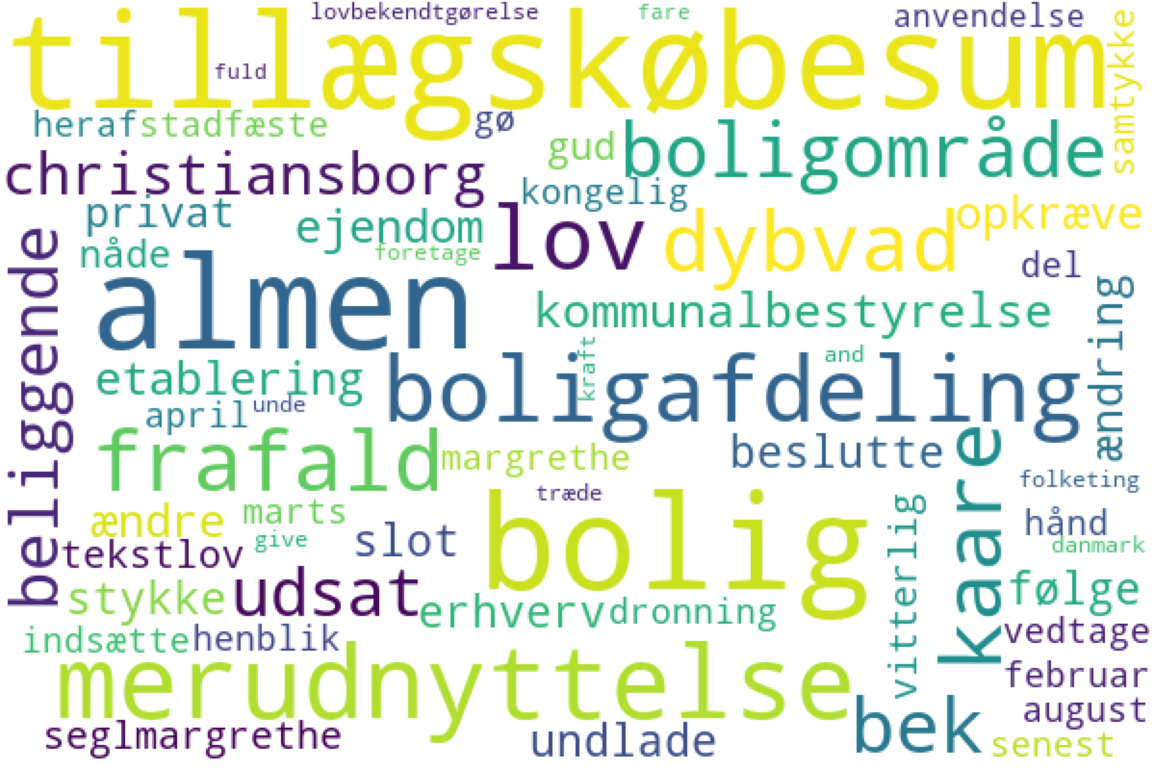 lovbekendtgørelse
fare
anvendelse
tillægskøbesum
fuld
samtykke
heraf
stadfæste
gø
gud
boligområde
christiansborg
kongelig
privat
ejendom
lov
dybvad
opkræve
nåde
foretage
del
beliggende
almen
kommunalbestyrelse
ændring
kraft
and
etablering
boligafdeling
april
unde
frafald
margrethe
beslutte
kaare
folketing
træde
bolig
ændre
marts
give
slot
vitterlig
hånd
danmark
tekstlov
udsat
stykke
erhverv
dronning
følge
indsætte
henblik
vedtage
merudnyttelse
februar
august
bek
seglmargrethe
undlade
senest